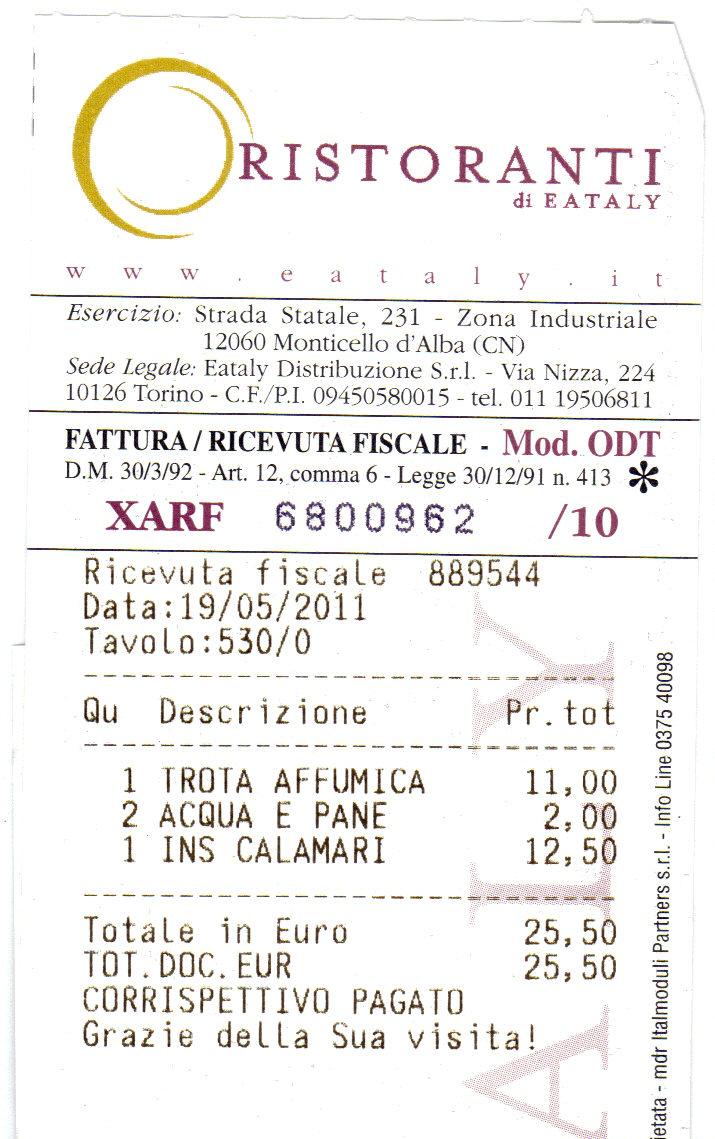 RISTORANTI
di EATALY
www.eataly.it
Esercizio: Strada Statale, 231 - Zona Industriale
12060 Monticello d'Alba (CN)
Sede Legale: Eataly Distribuzione S.r.l. - Via Nizza, 224
10126 Torino - C.F./P.I. 09450580015 - tel. 011 19506811
FATTURA / RICEVUTA FISCALE - Mod. ODT
D.M. 30/3/92 - Art. 12, comma 6 - Legge 30/12/91 n. 413 *
XARF 6800962 /10
Ricevuta fiscale 889544
Data:19/05/2011
Tavolo:530/0
Qu Descrizione Pr.tot
1 TROTA AFFUMICA 11,00
2 ACQUA E PANE 2,00
1 INS CALAMARI 12,50
Totale in Euro 25,50
TOT.DOC.EUR 25,50
CORRISPETTIVO PAGATO
Grazie della Sua visita!
A L Y
- mdr Italmoduli Partners s.r.l. - Info Line 0375 40098